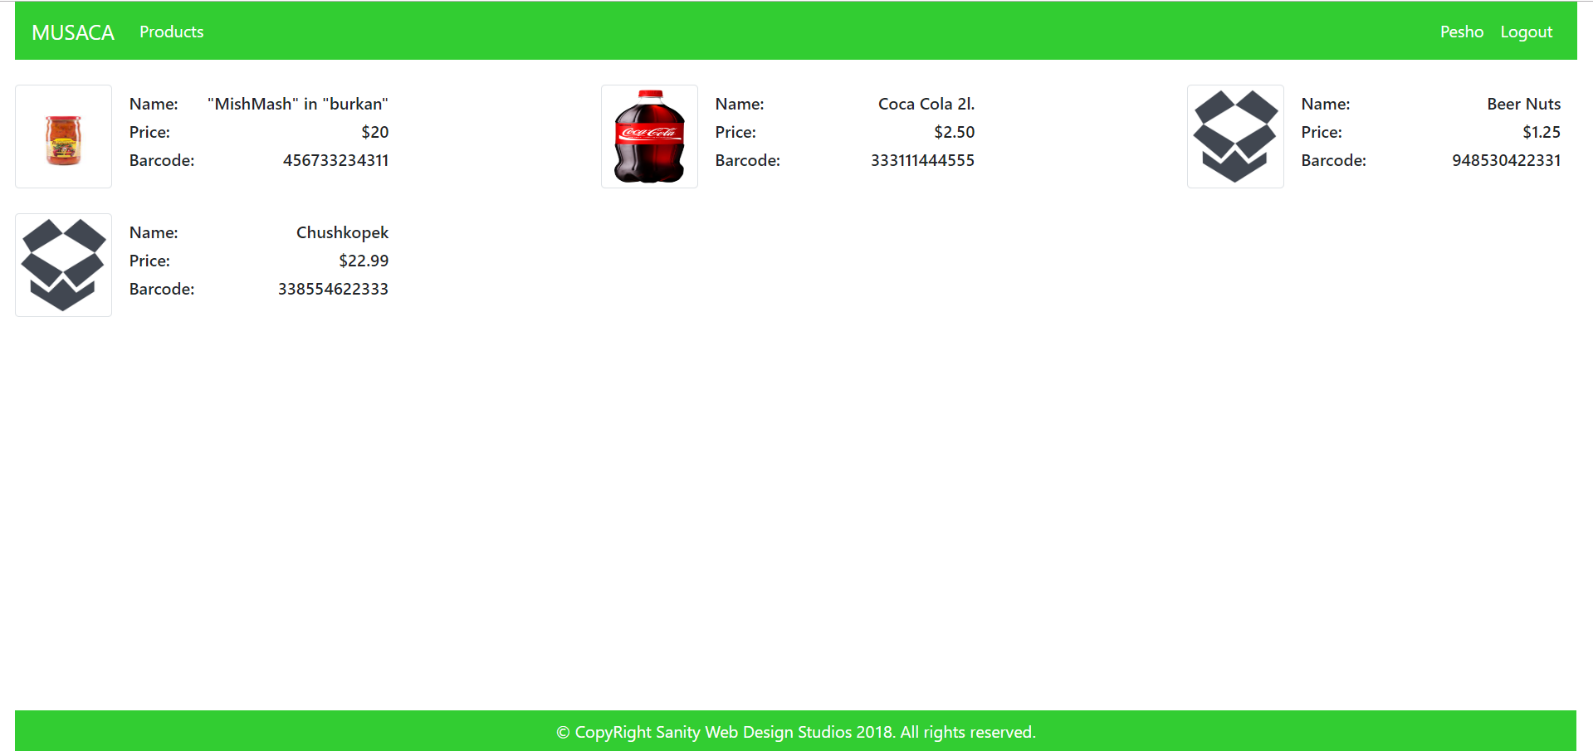 MUSACA Products Pesho Logout
Name: "MishMash" in "burkan"
Price: $20
Barcode: 456733234311
Coca-Cola
Name: Coca Cola 2l.
Price: $2.50
Barcode: 333111444555
Name: Beer Nuts
Price: $1.25
Barcode: 948530422331
Name: Chushkopek
Price: $22.99
Barcode: 338554622333
© CopyRight Sanity Web Design Studios 2018. All rights reserved.